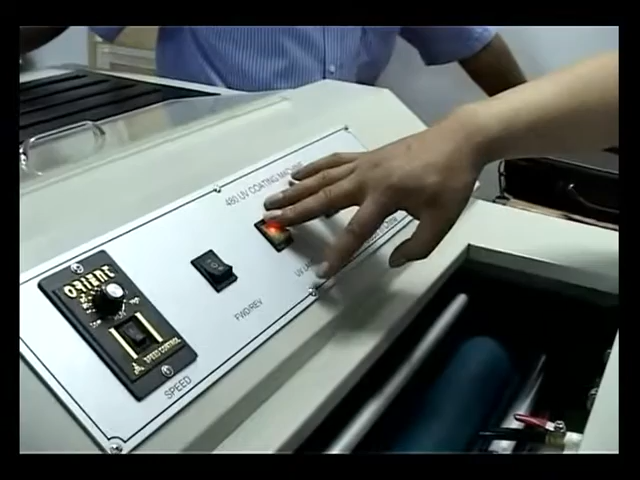 480 UV COATING MACHINE
ORIENT
FWD/REV
SPEED CONTROL
SPEED